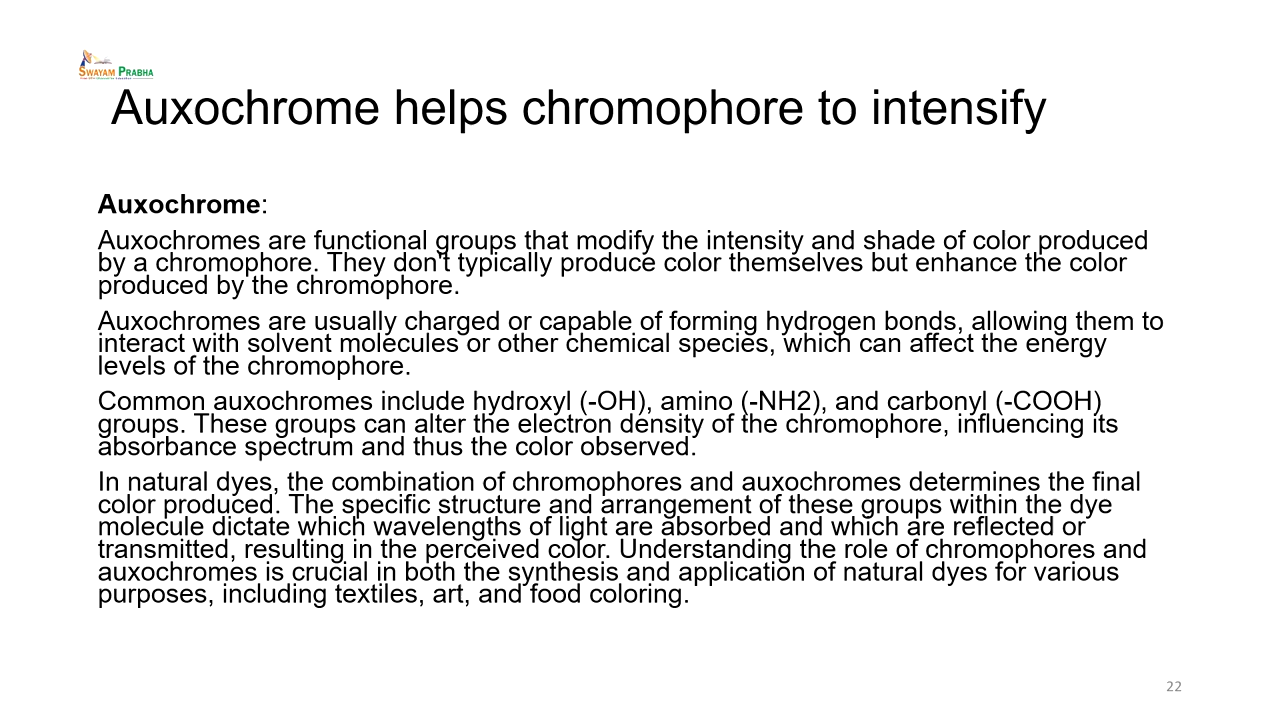 SWAYAM PRABHA
Auxochrome helps chromophore to intensify
Auxochrome:
Auxochromes are functional groups that modify the intensity and shade of color produced
by a chromophore. They don't typically produce color themselves but enhance the color
produced by the chromophore.
Auxochromes are usually charged or capable of forming hydrogen bonds, allowing them to
interact with solvent molecules or other chemical species, which can affect the energy
levels of the chromophore.
Common auxochromes include hydroxyl (-OH), amino (-NH2), and carbonyl (-COOH)
groups. These groups can alter the electron density of the chromophore, influencing its
absorbance spectrum and thus the color observed.
In natural dyes, the combination of chromophores and auxochromes determines the final
color produced. The specific structure and arrangement of these groups within the dye
molecule dictate which wavelengths of light are absorbed and which are reflected or
transmitted, resulting in the perceived color. Understanding the role of chromophores and
auxochromes is crucial in both the synthesis and application of natural dyes for various
purposes, including textiles, art, and food coloring.
22